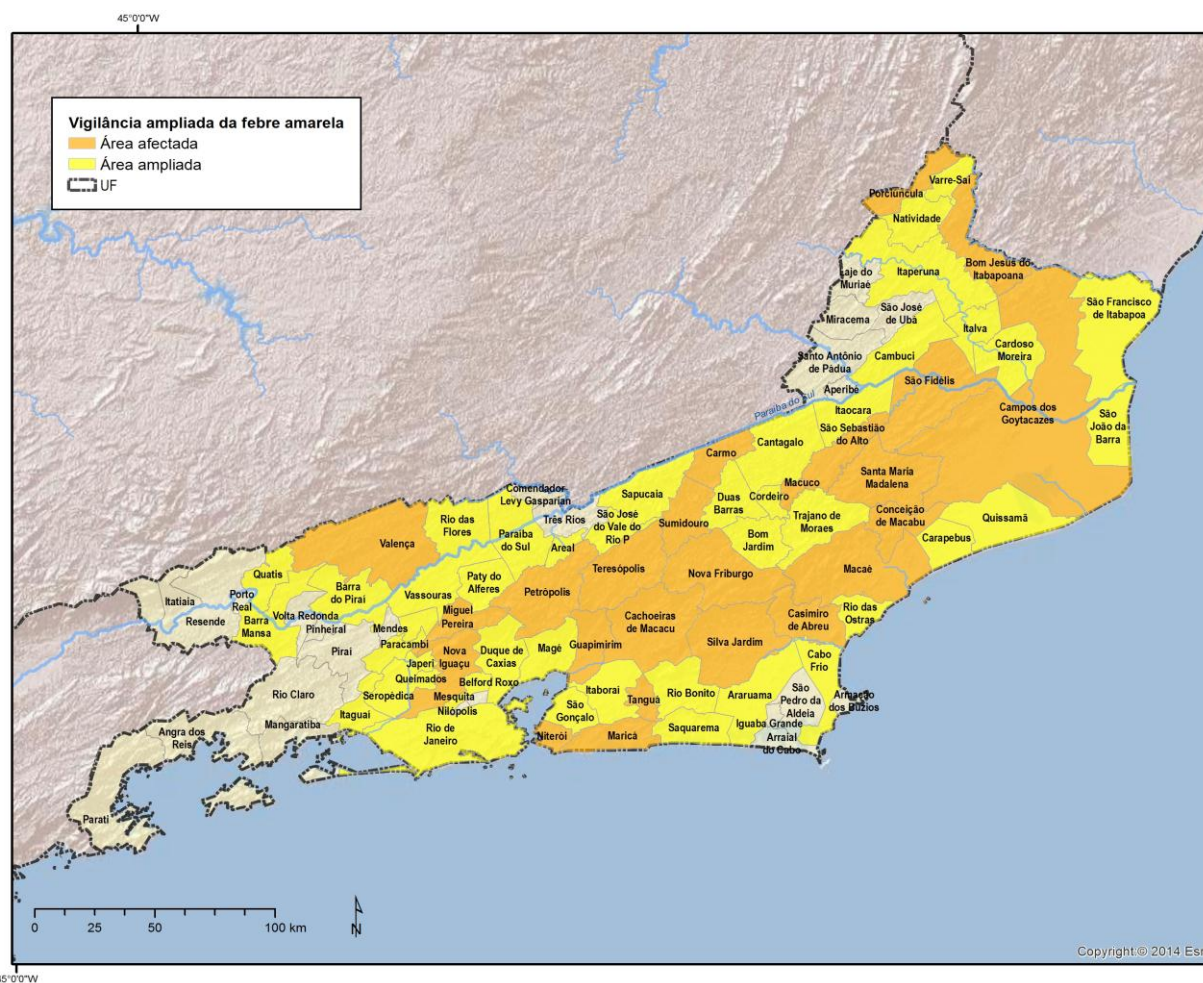 45°0'0"W
Vigilância ampliada da febre amarela
Área afectada
Área ampliada
UF
Varre-Sai
Porciúncula
Natividade
Bom Jesus do
Itabapoana
Laje do
Muriaé
Itaperuna
São Francisco
de Itabapoa
São José
de Ubá
Miracema
Italva
Cardoso
Moreira
Santo Antônio
de Pádua
Cambuci
Aperibé
São Fidélis
Paraíba do Sul
Itaocara
Campos dos
Goytacazes
São
João da
Barra
São Sebastião
do Alto
Cantagalo
Carmo
Santa Maria
Madalena
Comendador
Levy Gasparian
Sapucaia
Macuco
Duas
Barras
Cordeiro
Rio das
Flores
Três Rios
São José
do Vale do
Rio P
Sumidouro
Trajano de
Moraes
Conceição
de Macabu
Quissamã
Valença
Paraíba
do Sul
Areal
Bom
Jardim
Carapebus
Quatis
Teresópolis
Nova Friburgo
Macaé
Itatiaia
Porto
Real
Barra
do Piraí
Vassouras
Paty do
Alferes
Petrópolis
Resende
Barra
Mansa
Volta Redonda
Pinheiral
Mendes
Miguel
Pereira
Cachoeiras
de Macacu
Casimiro
de Abreu
Rio das
Ostras
Piraí
Paracambi
Nova
Iguaçu
Duque de
Caxias
Magé
Guapimirim
Silva Jardim
Japeri
Queimados
Belford Roxo
Cabo
Frio
Rio Claro
Seropédica
Mesquita
Nilópolis
Itaboraí
Tanguá
Rio Bonito
Araruama
São
Pedro da
Aldeia
Armação
dos Búzios
Mangaratiba
Itaguaí
Rio de
Janeiro
São
Gonçalo
Saquarema
Iguaba Grande
Angra dos
Reis
Niterói
Maricá
Arraial
do Cabo
Parati
0 25 50 100 km
N
Copyright:© 2014 Esr
45°0'0"W